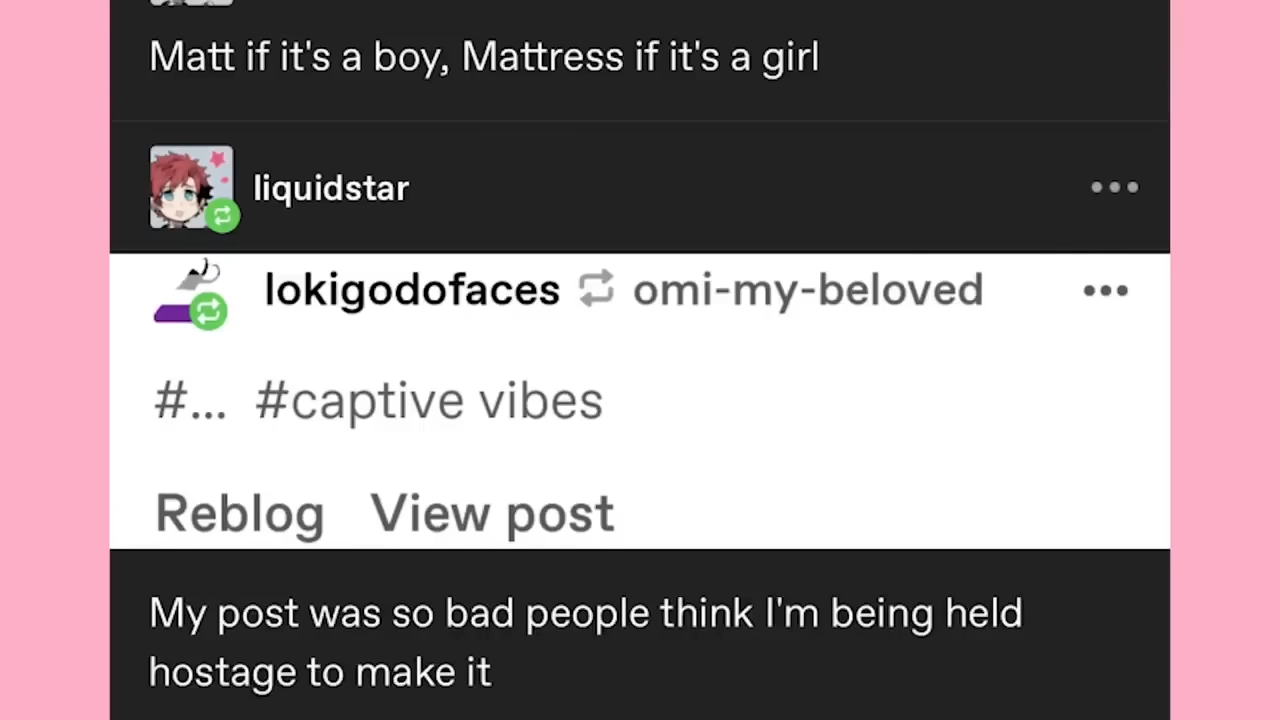 Matt if it's a boy, Mattress if it's a girl
liquidstar
lokigodofaces omi-my-beloved
#... #captive vibes
Reblog View post
My post was so bad people think I'm being held
hostage to make it